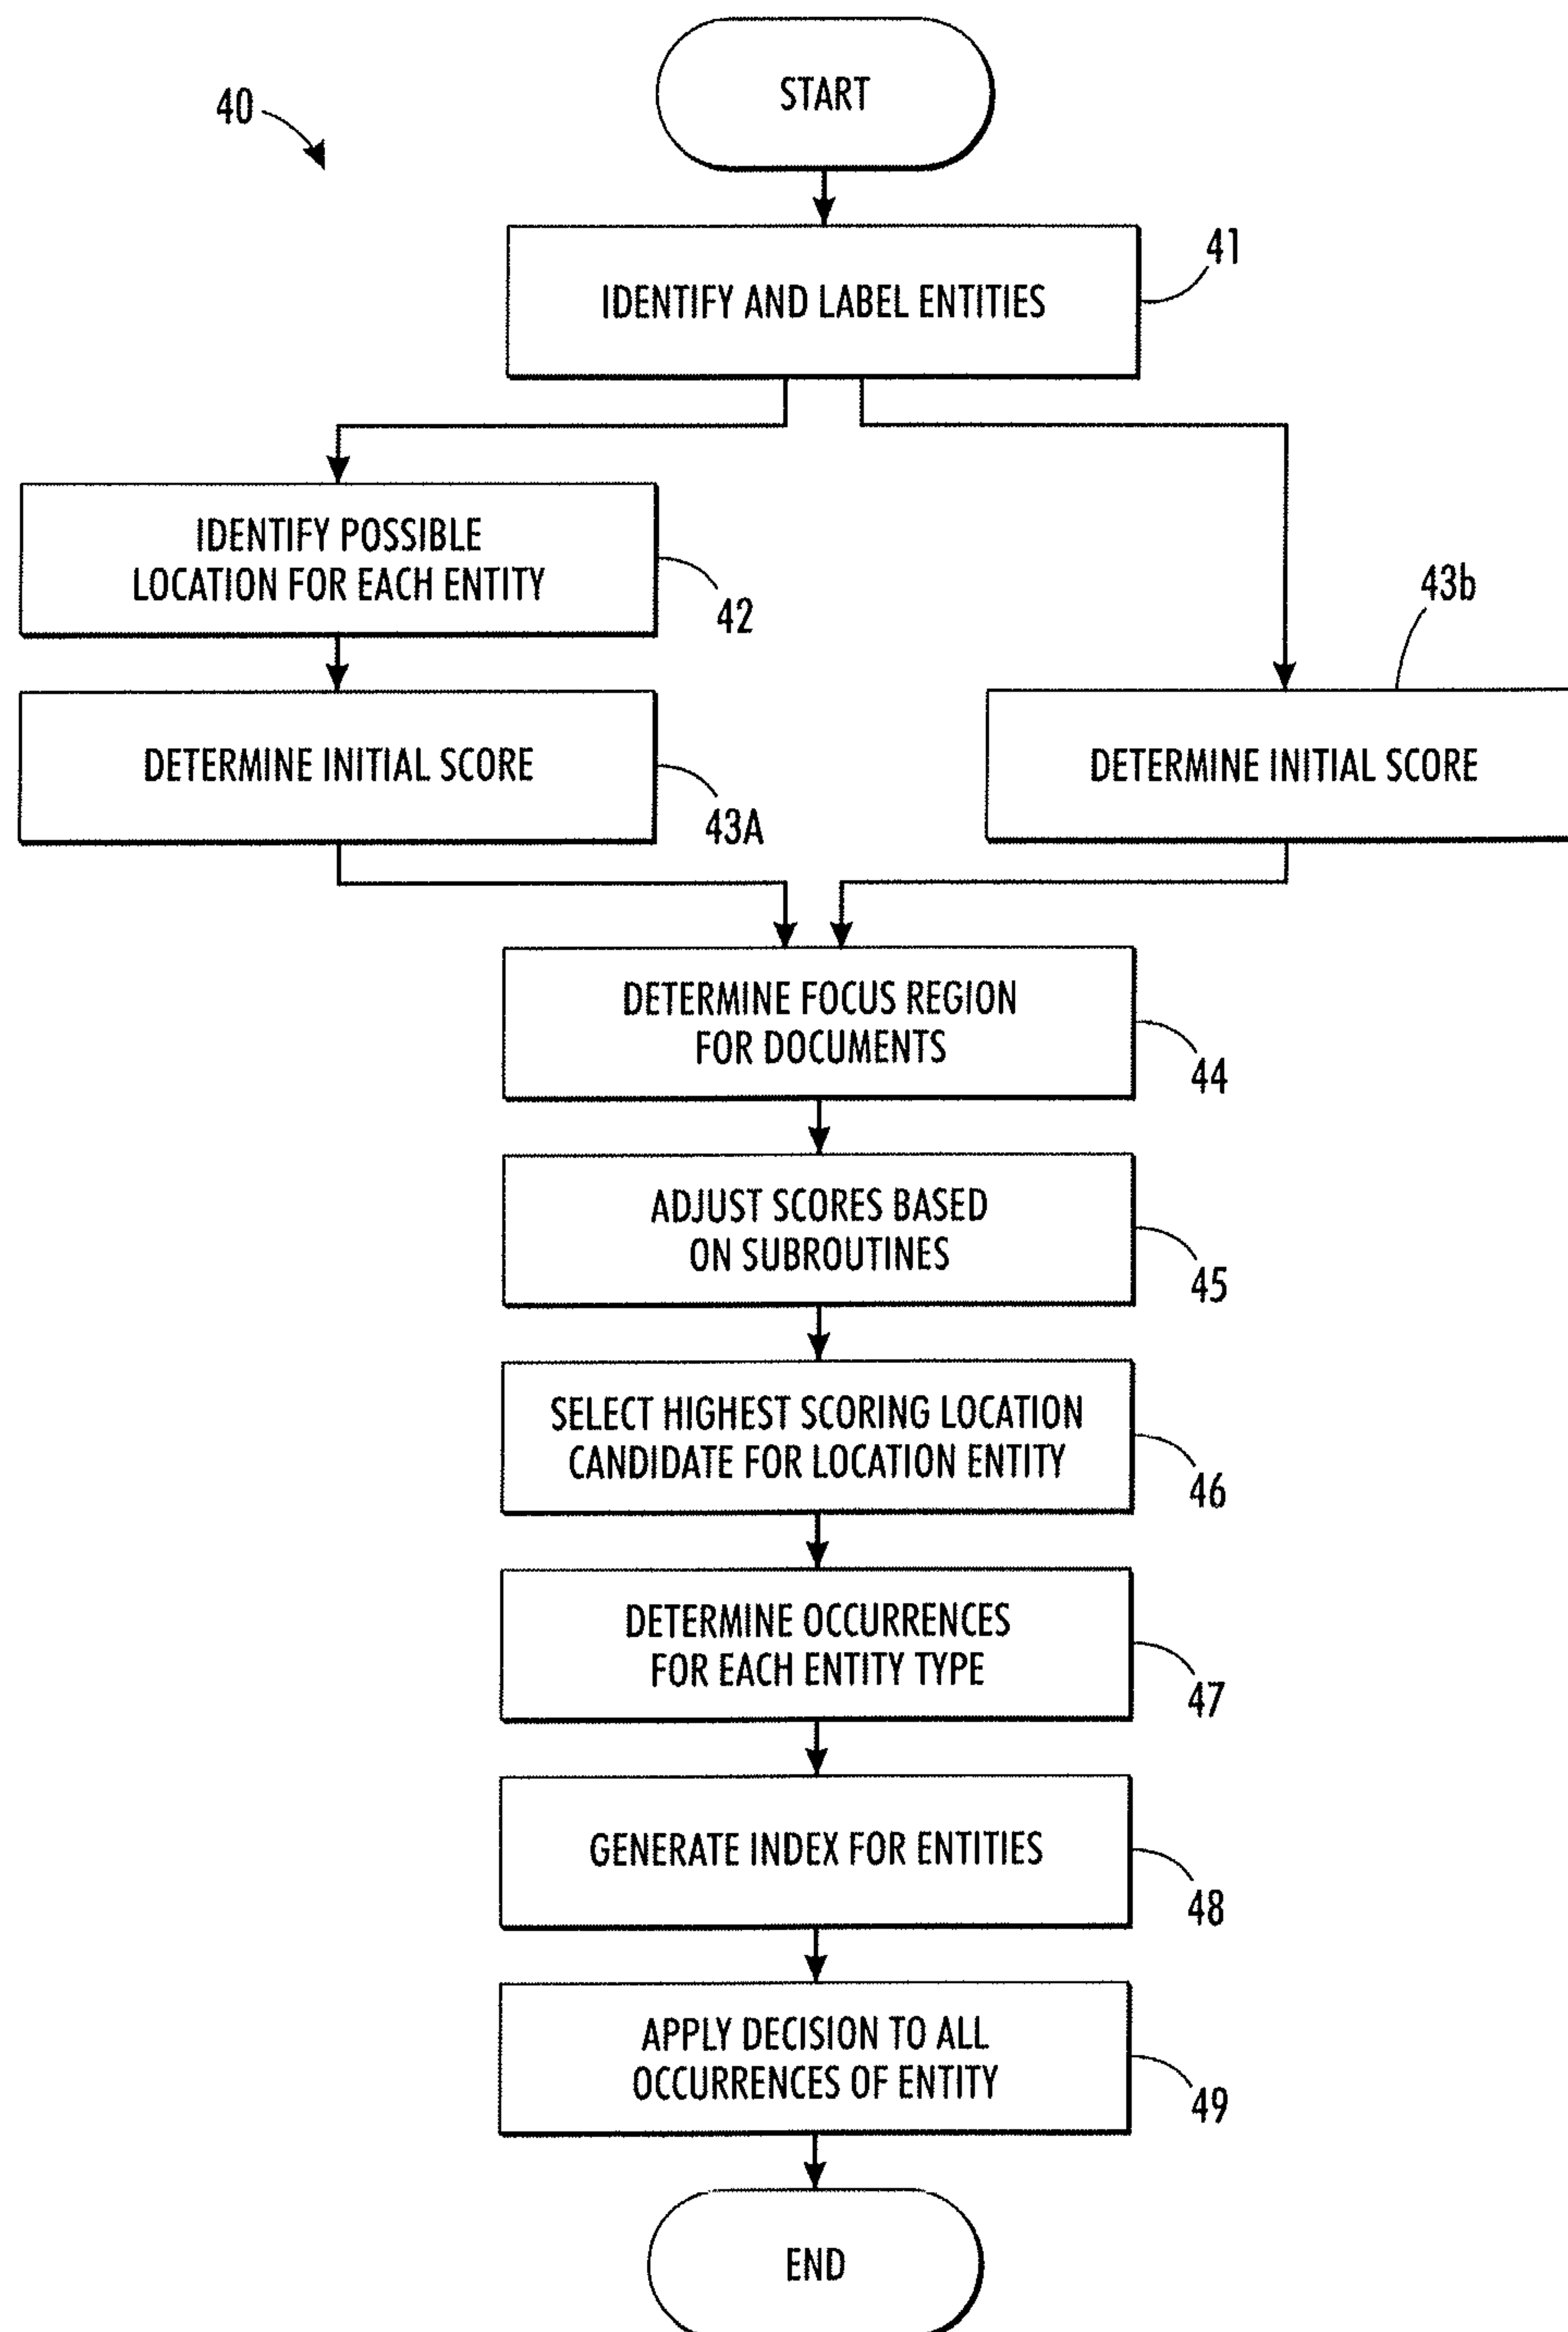 START
40
41
IDENTIFY AND LABEL ENTITIES
IDENTIFY POSSIBLE
LOCATION FOR EACH ENTITY
42
43b
DETERMINE INITIAL SCORE
43A
DETERMINE INITIAL SCORE
DETERMINE FOCUS REGION
FOR DOCUMENTS
44
ADJUST SCORES BASED
ON SUBROUTINES
45
SELECT HIGHEST SCORING LOCATION
CANDIDATE FOR LOCATION ENTITY
46
DETERMINE OCCURRENCES
FOR EACH ENTITY TYPE
47
GENERATE INDEX FOR ENTITIES
48
APPLY DECISION TO ALL
OCCURRENCES OF ENTITY
49
END